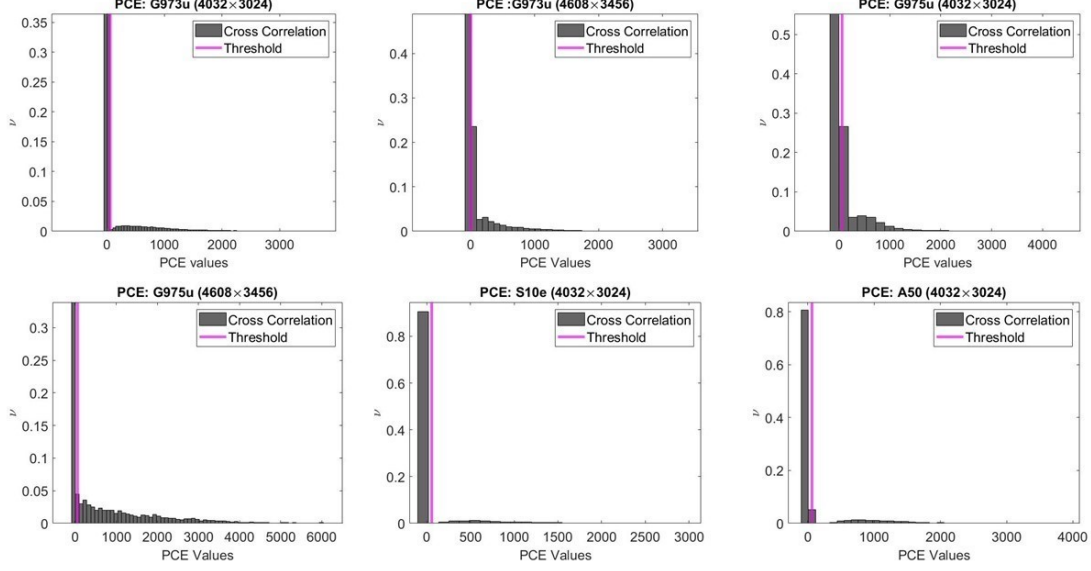 PCE: G973u (4032×3024)
0.35
0.3
0.25
0.2
0.15
0.1
0.05
0
ν
Cross Correlation
Threshold
0 1000 2000 3000
PCE values
PCE :G973u (4608×3456)
0.4
0.3
0.2
0.1
0
ν
Cross Correlation
Threshold
0 1000 2000 3000
PCE Values
PCE: G975u (4032×3024)
0.5
0.4
0.3
0.2
0.1
0
ν
Cross Correlation
Threshold
0 1000 2000 3000 4000
PCE Values
PCE: G975u (4608×3456)
0.3
0.25
0.2
0.15
0.1
0.05
0
ν
Cross Correlation
Threshold
0 1000 2000 3000 4000 5000 6000
PCE Values
PCE: S10e (4032×3024)
0.8
0.6
0.4
0.2
0
ν
Cross Correlation
Threshold
0 500 1000 1500 2000 2500 3000
PCE Values
PCE: A50 (4032×3024)
0.8
0.6
0.4
0.2
0
ν
Cross Correlation
Threshold
0 1000 2000 3000 4000
PCE Values